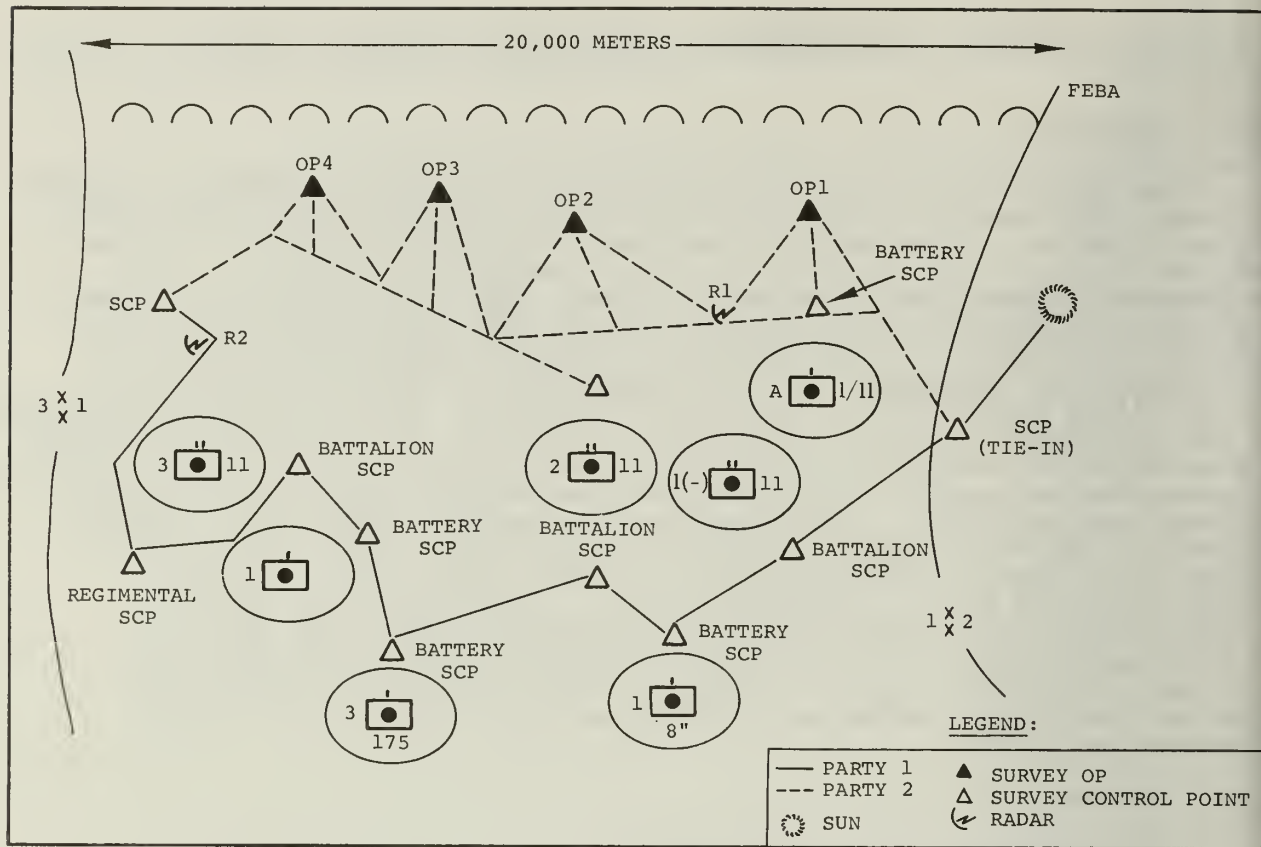 20,000 METERS
FEBA
OP4
OP3
OP2
OP1
BATTERY
SCP
SCP
R1
R2
A 1/11
3 X X 1
SCP
(TIE-IN)
3 11
BATTALION
SCP
2 11
1(-) 11
BATTERY
SCP
BATTALION
SCP
BATTALION
SCP
1
REGIMENTAL
SCP
1 X X 2
BATTERY
SCP
BATTERY
SCP
3
175
1
8"
LEGEND:
PARTY 1
SURVEY OP
PARTY 2
SURVEY CONTROL POINT
SUN
RADAR